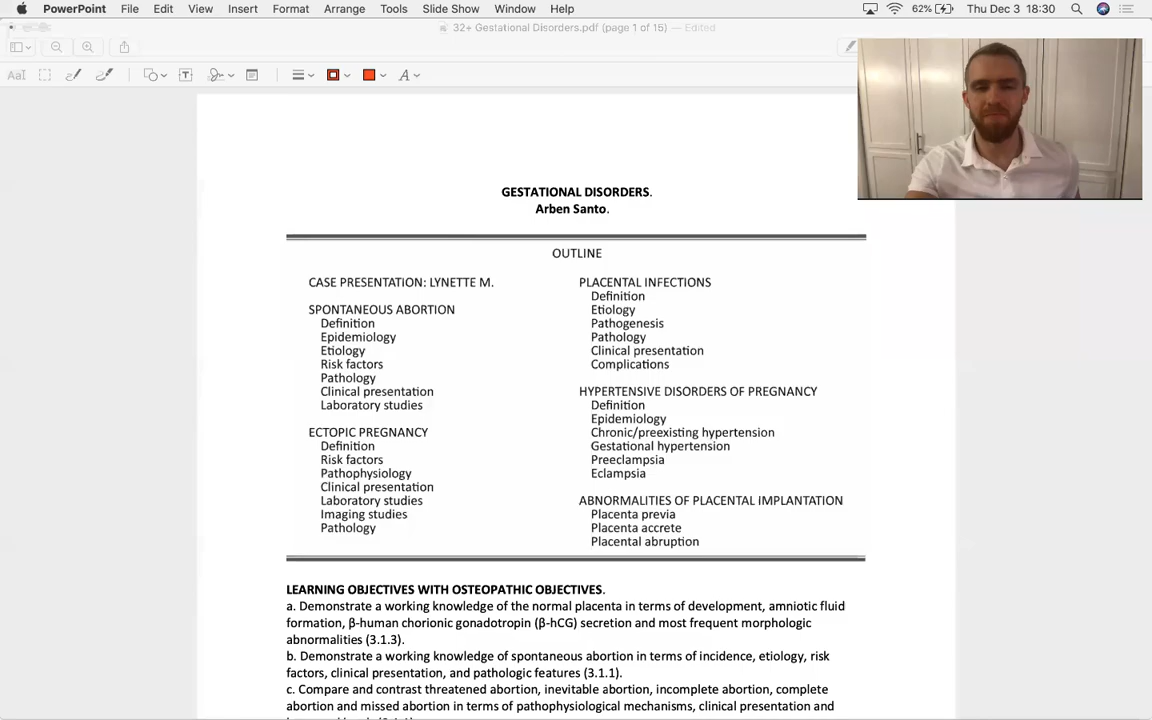 PowerPoint File Edit View Insert Format Arrange Tools Slide Show Window Help 62% Thu Dec 3 18:30
32+ Gestational Disorders.pdf (page 1 of 15) — Edited
AaI T A
GESTATIONAL DISORDERS.
Arben Santo.
OUTLINE
CASE PRESENTATION: LYNETTE M.
SPONTANEOUS ABORTION
Definition
Epidemiology
Etiology
Risk factors
Pathology
Clinical presentation
Laboratory studies
ECTOPIC PREGNANCY
Definition
Risk factors
Pathophysiology
Clinical presentation
Laboratory studies
Imaging studies
Pathology
PLACENTAL INFECTIONS
Definition
Etiology
Pathogenesis
Pathology
Clinical presentation
Complications
HYPERTENSIVE DISORDERS OF PREGNANCY
Definition
Epidemiology
Chronic/preexisting hypertension
Gestational hypertension
Preeclampsia
Eclampsia
ABNORMALITIES OF PLACENTAL IMPLANTATION
Placenta previa
Placenta accrete
Placental abruption
LEARNING OBJECTIVES WITH OSTEOPATHIC OBJECTIVES.
a. Demonstrate a working knowledge of the normal placenta in terms of development, amniotic fluid
formation, β-human chorionic gonadotropin (β-hCG) secretion and most frequent morphologic
abnormalities (3.1.3).
b. Demonstrate a working knowledge of spontaneous abortion in terms of incidence, etiology, risk
factors, clinical presentation, and pathologic features (3.1.1).
c. Compare and contrast threatened abortion, inevitable abortion, incomplete abortion, complete
abortion and missed abortion in terms of pathophysiological mechanisms, clinical presentation and